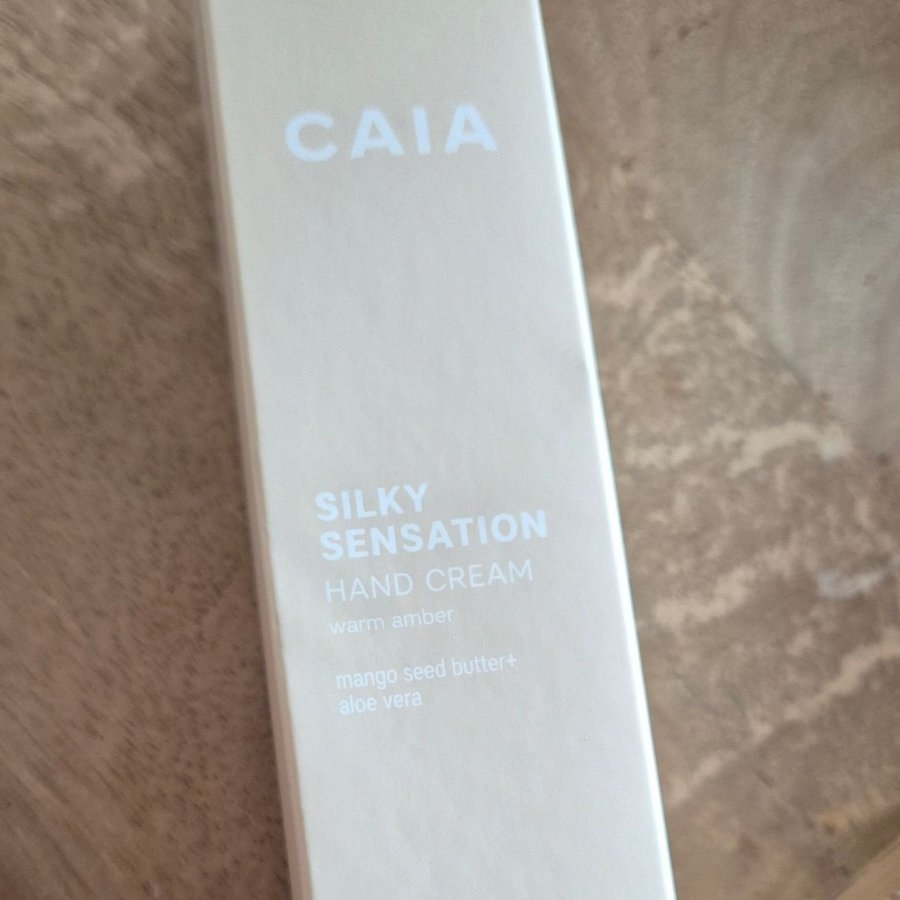 CAIA
SILKY
SENSATION
HAND CREAM
warm amber
mango seed butter+
aloe vera